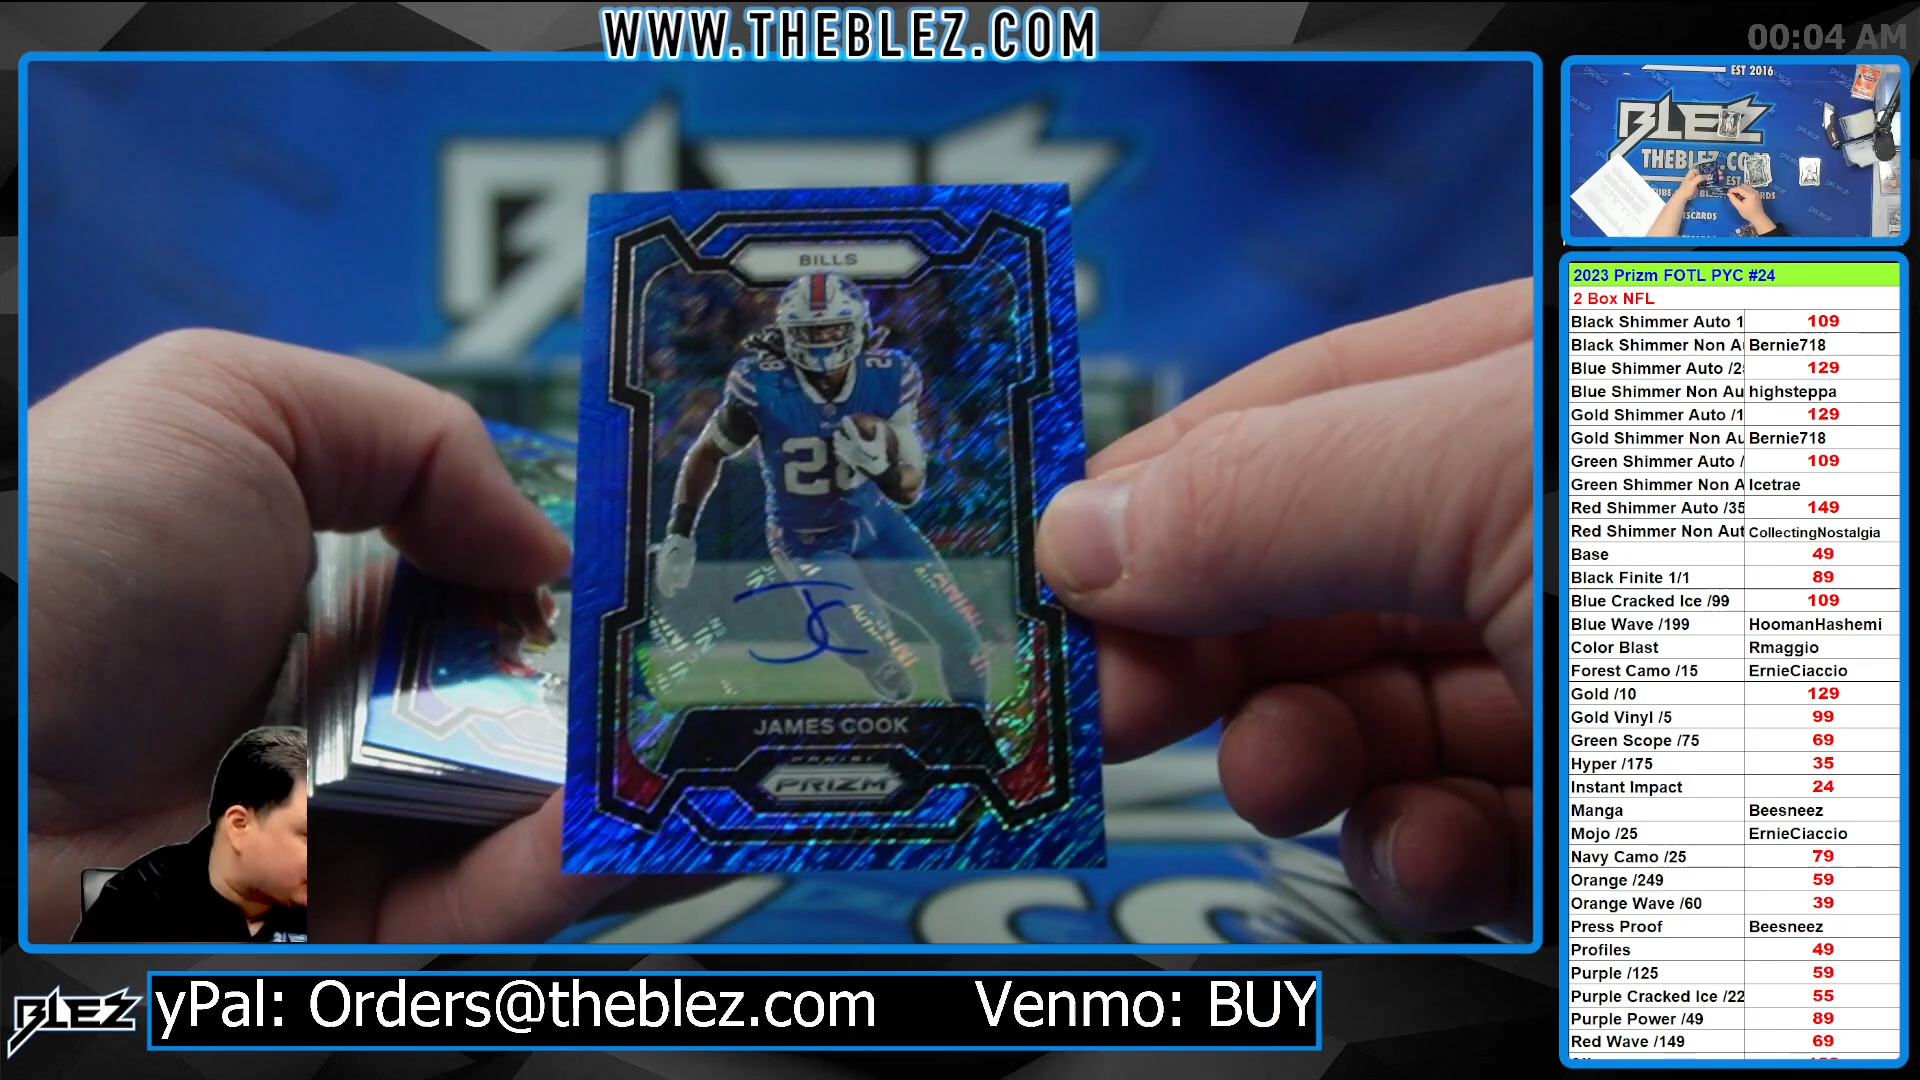 WWW.THEBLEZ.COM
00:04 AM
EST 2016
BLEZ
THEBLEZ.CO
BILLS
28
JAMES COOK
PANINI
PRIZM
2023 Prizm FOTL PYC #24
2 Box NFL
Black Shimmer Auto 1 109
Black Shimmer Non Au Bernie718
Blue Shimmer Auto /2 129
Blue Shimmer Non Au highsteppa
Gold Shimmer Auto /1 129
Gold Shimmer Non Au Bernie718
Green Shimmer Auto / 109
Green Shimmer Non A Icetrae
Red Shimmer Auto /35 149
Red Shimmer Non Aut CollectingNostalgia
Base 49
Black Finite 1/1 89
Blue Cracked Ice /99 109
Blue Wave /199 HoomanHashemi
Color Blast Rmaggio
Forest Camo /15 ErnieCiaccio
Gold /10 129
Gold Vinyl /5 99
Green Scope /75 69
Hyper /175 35
Instant Impact 24
Manga Beesneez
Mojo /25 ErnieCiaccio
Navy Camo /25 79
Orange /249 59
Orange Wave /60 39
Press Proof Beesneez
Profiles 49
Purple /125 59
Purple Cracked Ice /22 55
Purple Power /49 89
Red Wave /149 69
BLEZ
yPal: Orders@theblez.com Venmo: BUY